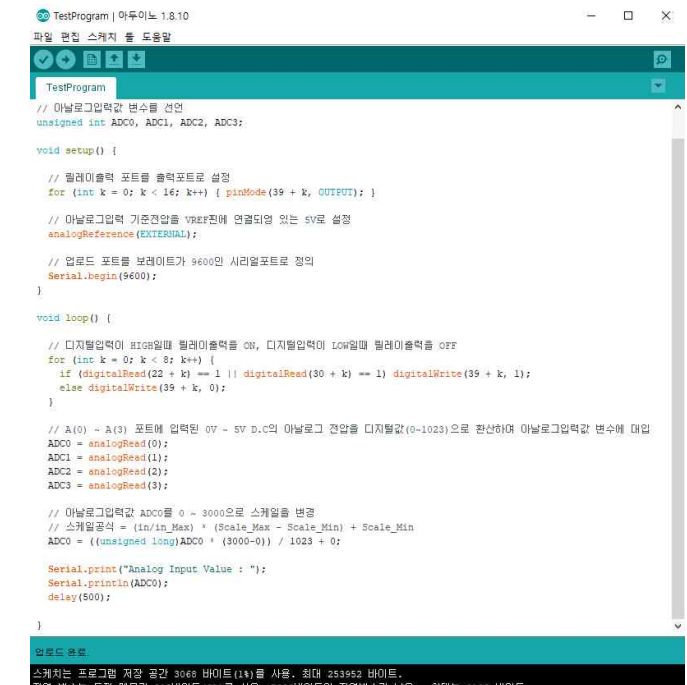 TestProgram | 아두이노 1.8.10
파일 편집 스케치 툴 도움말
TestProgram
// 아날로그입력값 변수를 선언
unsigned int ADC0, ADC1, ADC2, ADC3;
void setup() {
// 릴레이출력 포트를 출력포트로 설정
for (int k = 0; k < 16; k++) { pinMode(39 + k, OUTPUT); }
// 아날로그입력 기준전압을 VREF핀에 연결되영 있는 5V로 설정
analogReference(EXTERNAL);
// 업로드 포트를 보레이트가 9600인 시리얼포트로 정의
Serial.begin(9600);
}
void loop() {
// 디지털입력이 HIGH일때 릴레이출력을 ON, 디지털입력이 LOW일때 릴레이출력을 OFF
for (int k = 0; k < 8; k++) {
if (digitalRead(22 + k) == 1 || digitalRead(30 + k) == 1) digitalWrite(39 + k, 1);
else digitalWrite(39 + k, 0);
}
// A(0) ~ A(3) 포트에 입력된 0V ~ 5V D.C의 아날로그 전압을 디지털값(0~1023)으로 환산하여 아날로그입력값 변수에 대입
ADC0 = analogRead(0);
ADC1 = analogRead(1);
ADC2 = analogRead(2);
ADC3 = analogRead(3);
// 아날로그입력값 ADC0를 0 ~ 3000으로 스케일을 변경
// 스케일공식 = (in/in_Max) * (Scale_Max - Scale_Min) + Scale_Min
ADC0 = ((unsigned long)ADC0 * (3000-0)) / 1023 + 0;
Serial.print("Analog Input Value : ");
Serial.println(ADC0);
delay(500);
}
업로드 완료.
스케치는 프로그램 저장 공간 3068 바이트(1%)를 사용. 최대 253952 바이트.